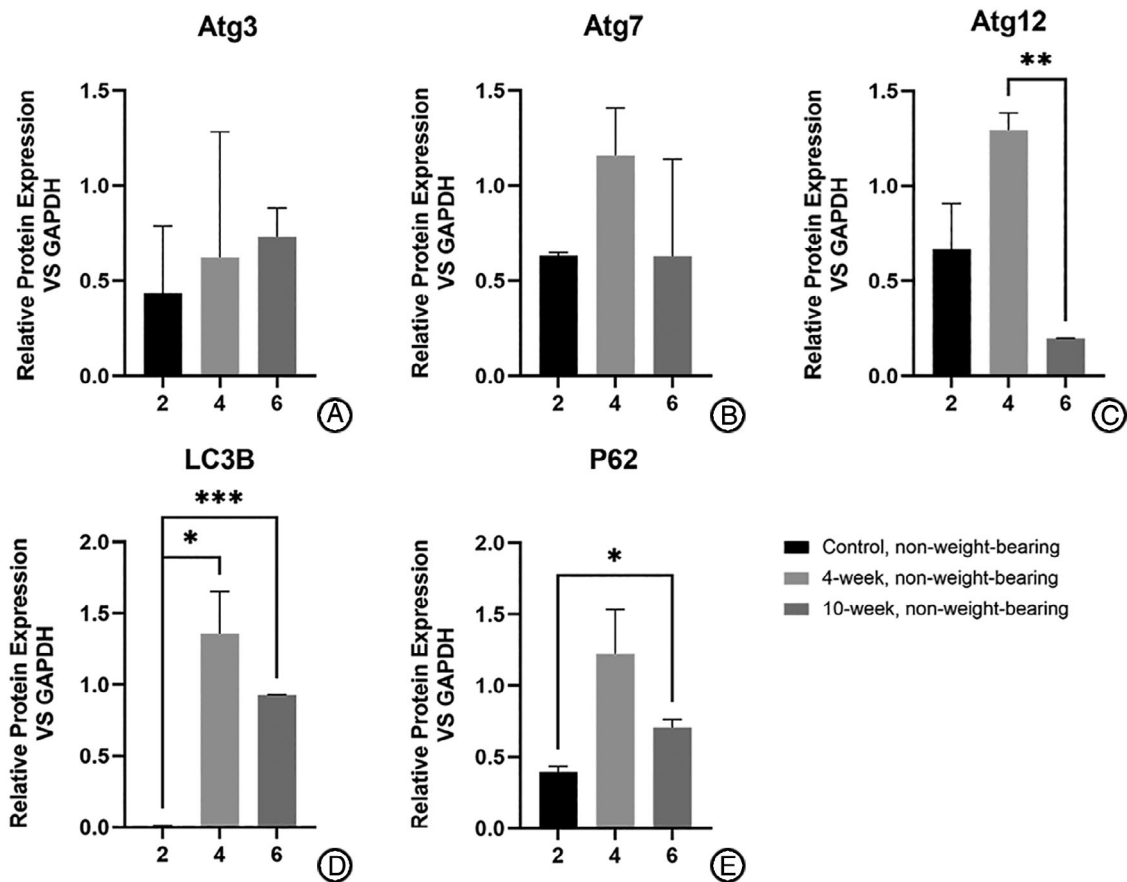 Atg3
Relative Protein Expression
VS GAPDH
1.5
1.0
0.5
0.0
2 4 6
A
Atg7
Relative Protein Expression
VS GAPDH
1.5
1.0
0.5
0.0
2 4 6
B
Atg12
Relative Protein Expression
VS GAPDH
1.5
1.0
0.5
0.0
**
2 4 6
C
LC3B
Relative Protein Expression
VS GAPDH
2.0
1.5
1.0
0.5
0.0
***
*
2 4 6
D
P62
Relative Protein Expression
VS GAPDH
2.0
1.5
1.0
0.5
0.0
*
2 4 6
E
Control, non-weight-bearing
4-week, non-weight-bearing
10-week, non-weight-bearing